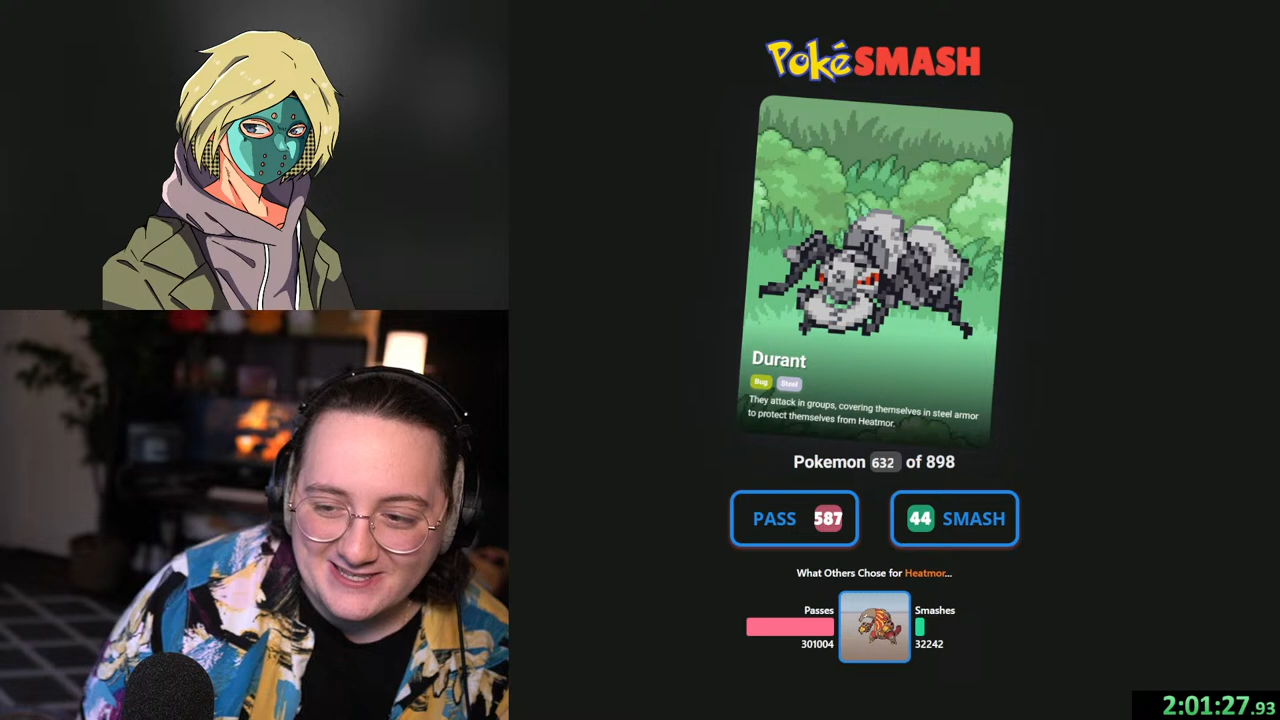 PokéSMASH
Durant
Bug Steel
They attack in groups, covering themselves in steel armor
to protect themselves from Heatmor.
Pokemon 632 of 898
PASS 587
44 SMASH
What Others Chose for Heatmor...
Passes
301004
Smashes
32242
2:01:27.93